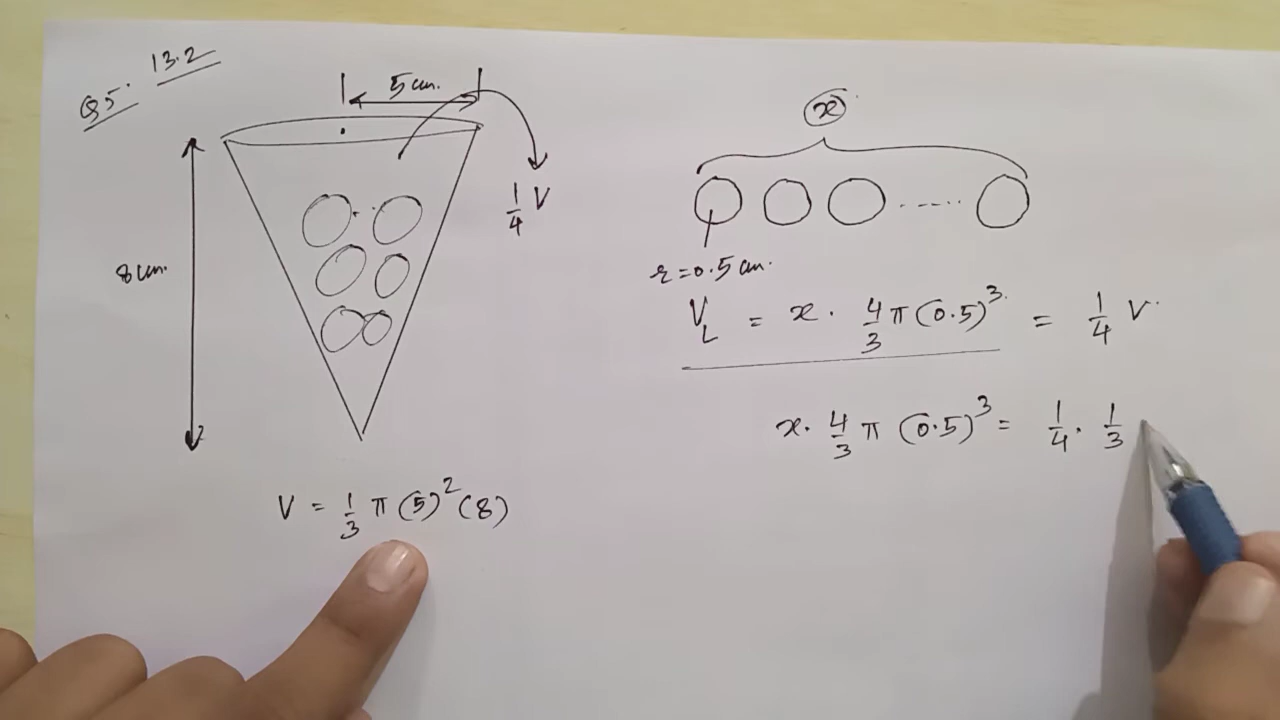 Q5. 13.2
5 cm.
x
1/4 V
8 cm.
r=0.5 cm.
V_L = x. 4/3 π (0.5)^3 = 1/4 V
x. 4/3 π (0.5)^3 = 1/4 . 1/3
V = 1/3 π (5)^2 (8)